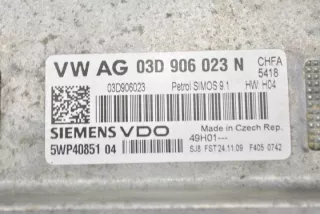 VW AG 03D 906 023 N CHFA
5418
03D906023 Petrol SIMOS 9.1 HW H04
SIEMENS VDO Made in Czech Rep.
49H01---
5WP40851 04 SJ8 FST 24.11.09 F405 0742